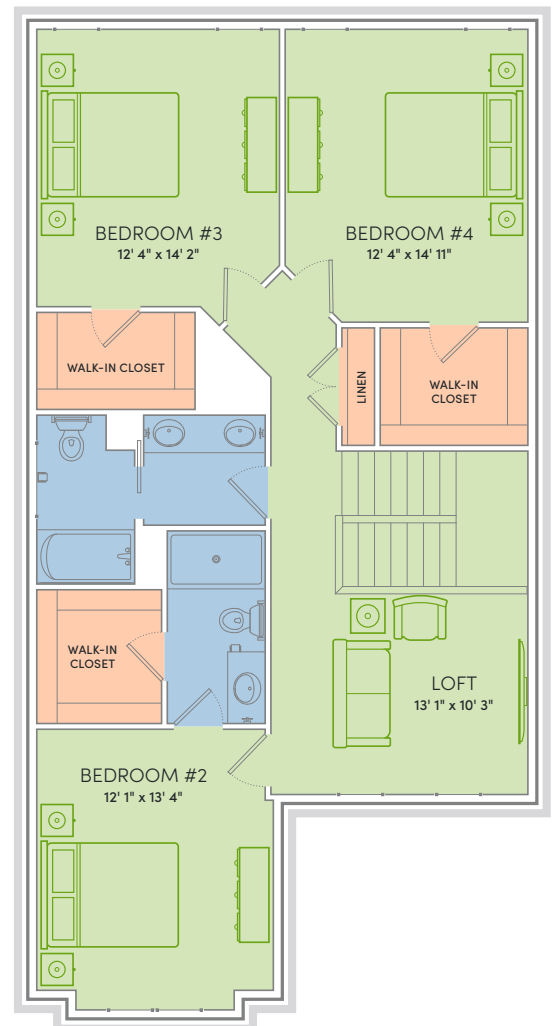 BEDROOM #3
12' 4" x 14' 2"
BEDROOM #4
12' 4" x 14' 11"
WALK-IN CLOSET
LINEN
WALK-IN
CLOSET
WALK-IN
CLOSET
LOFT
13' 1" x 10' 3"
BEDROOM #2
12' 1" x 13' 4"